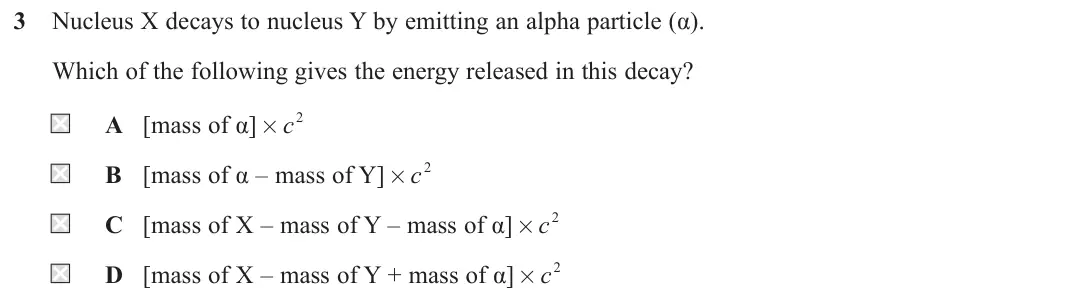 3 Nucleus X decays to nucleus Y by emitting an alpha particle (α).
Which of the following gives the energy released in this decay?
A [mass of α] × c²
B [mass of α – mass of Y] × c²
C [mass of X – mass of Y – mass of α] × c²
D [mass of X – mass of Y + mass of α] × c²